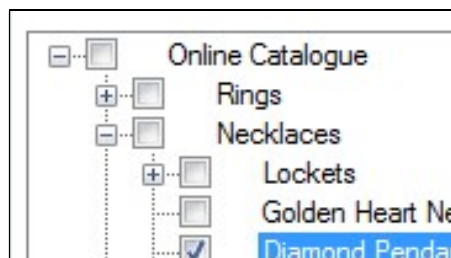 Online Catalogue
Rings
Necklaces
Lockets
Golden Heart Ne
Diamond Penda